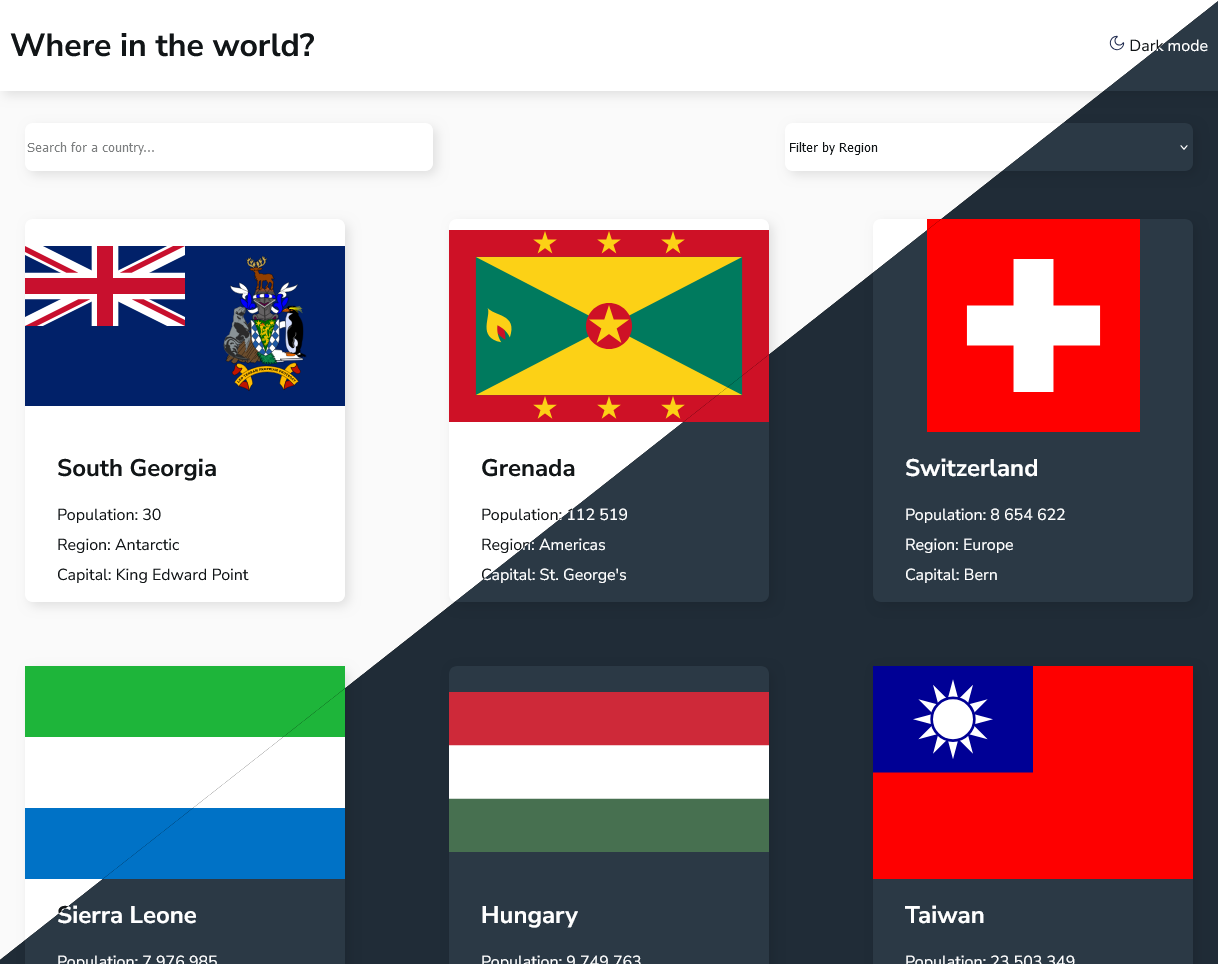 Where in the world?
Dark mode
Search for a country...
Filter by Region
South Georgia
Population: 30
Region: Antarctic
Capital: King Edward Point
Grenada
Population: 112 519
Region: Americas
Capital: St. George's
Switzerland
Population: 8 654 622
Region: Europe
Capital: Bern
Sierra Leone
Population: 7 976 985
Hungary
Population: 9 749 763
Taiwan
Population: 23 503 349